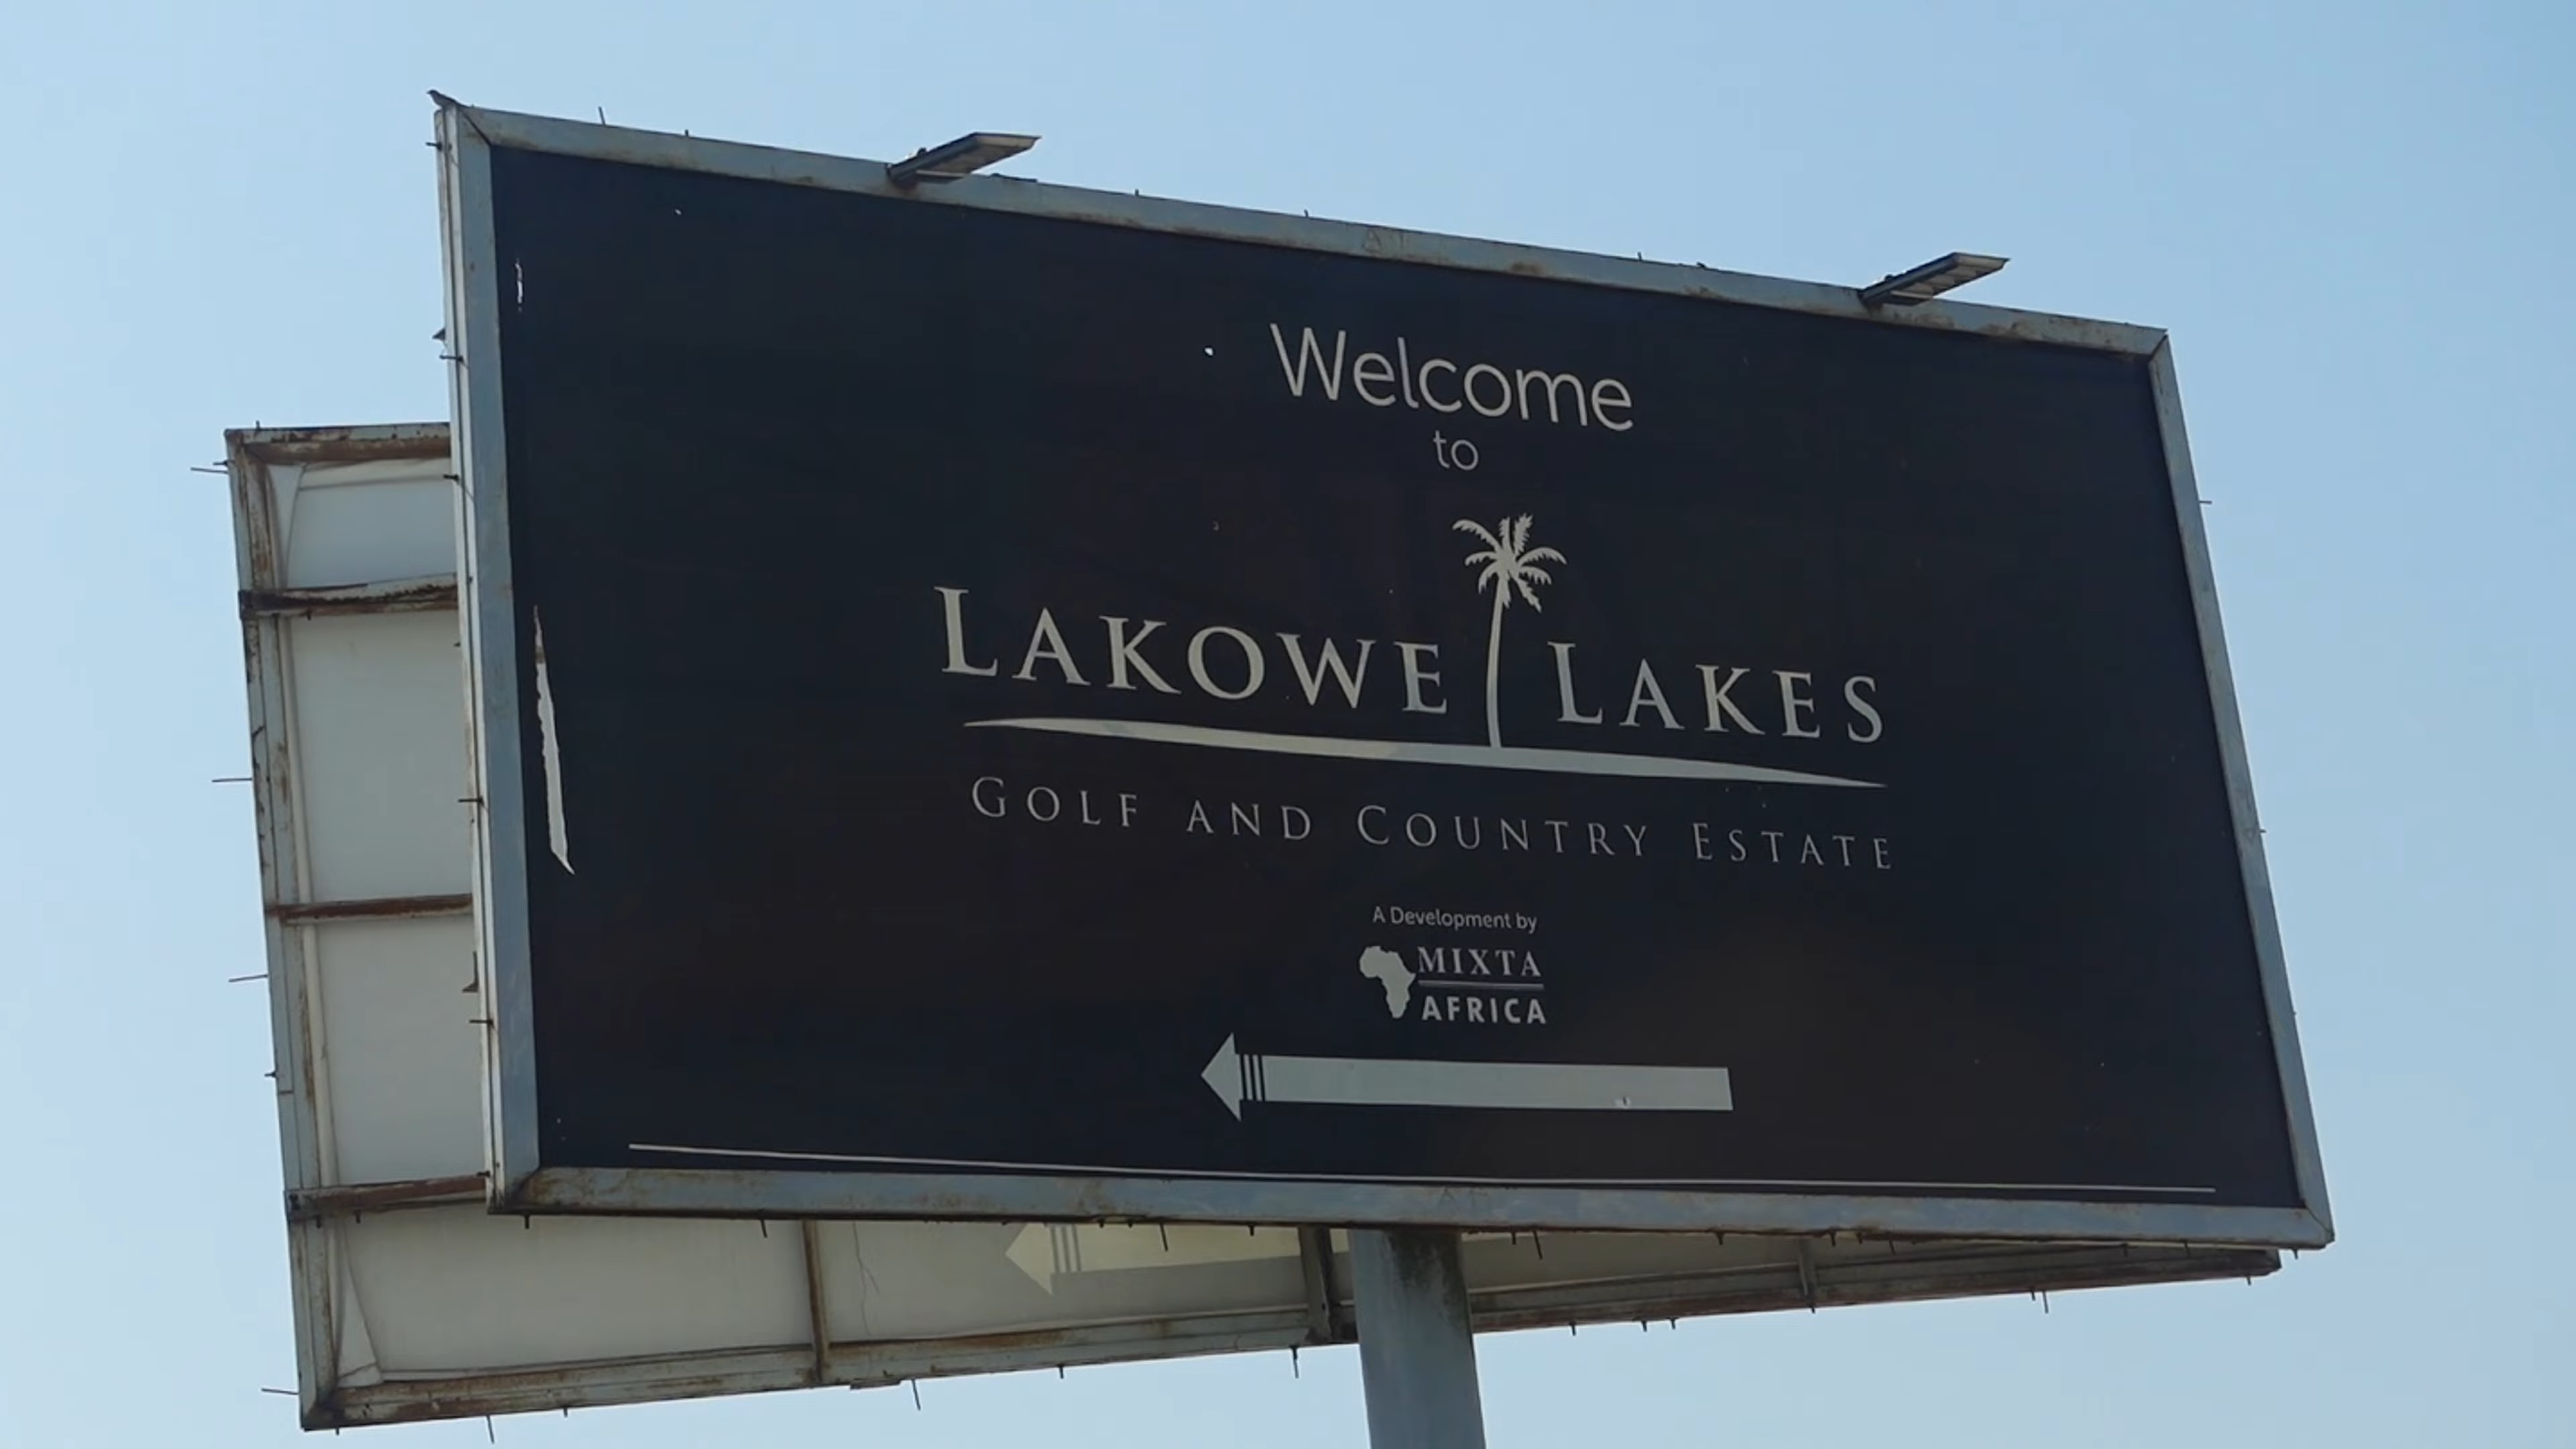 Welcome
to
LAKOWE LAKES
GOLF AND COUNTRY ESTATE
A Development by
MIXTA
AFRICA